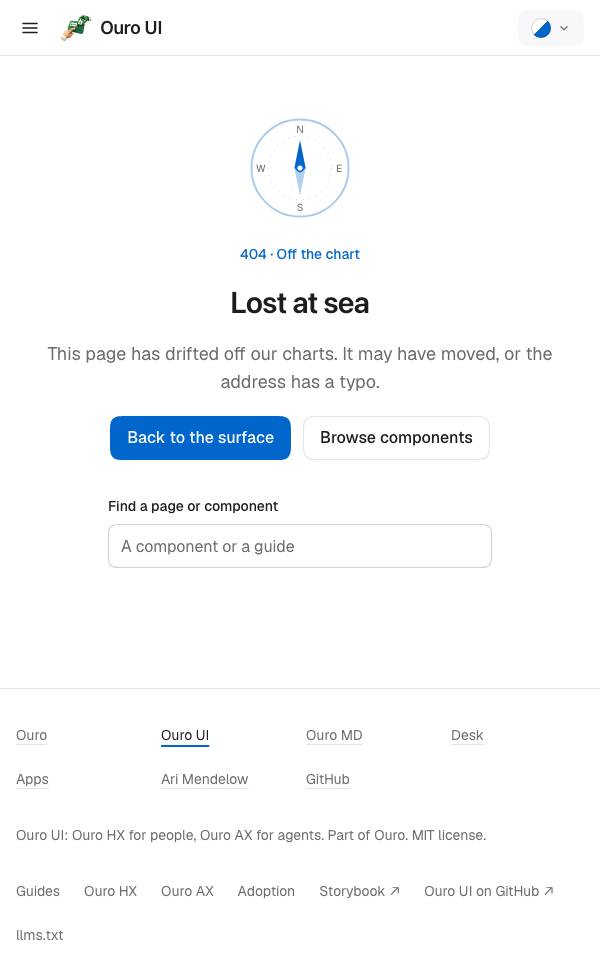 Ouro UI
N
W E
S
404 · Off the chart
Lost at sea
This page has drifted off our charts. It may have moved, or the
address has a typo.
Back to the surface Browse components
Find a page or component
A component or a guide
Ouro Ouro UI Ouro MD Desk
Apps Ari Mendelow GitHub
Ouro UI: Ouro HX for people, Ouro AX for agents. Part of Ouro. MIT license.
Guides Ouro HX Ouro AX Adoption Storybook ↗ Ouro UI on GitHub ↗
llms.txt